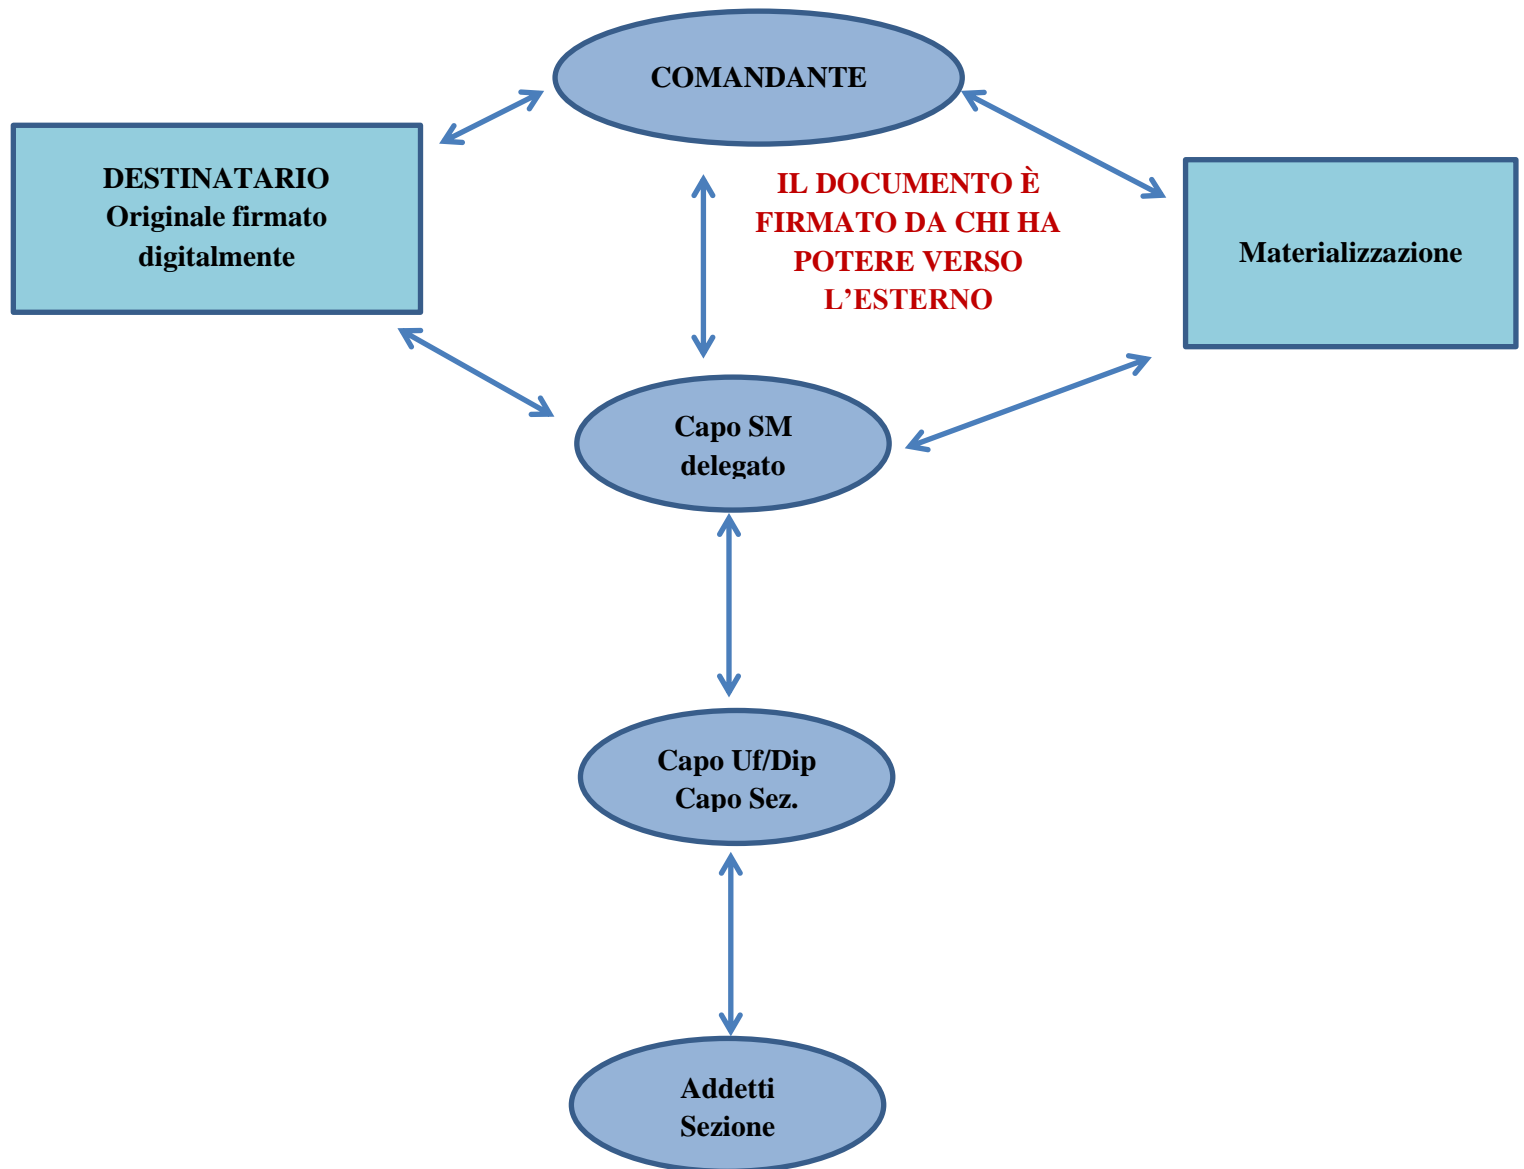 COMANDANTE
DESTINATARIO
Originale firmato
digitalmente
IL DOCUMENTO È
FIRMATO DA CHI HA
POTERE VERSO
L’ESTERNO
Materializzazione
Capo SM
delegato
Capo Uf/Dip
Capo Sez.
Addetti
Sezione